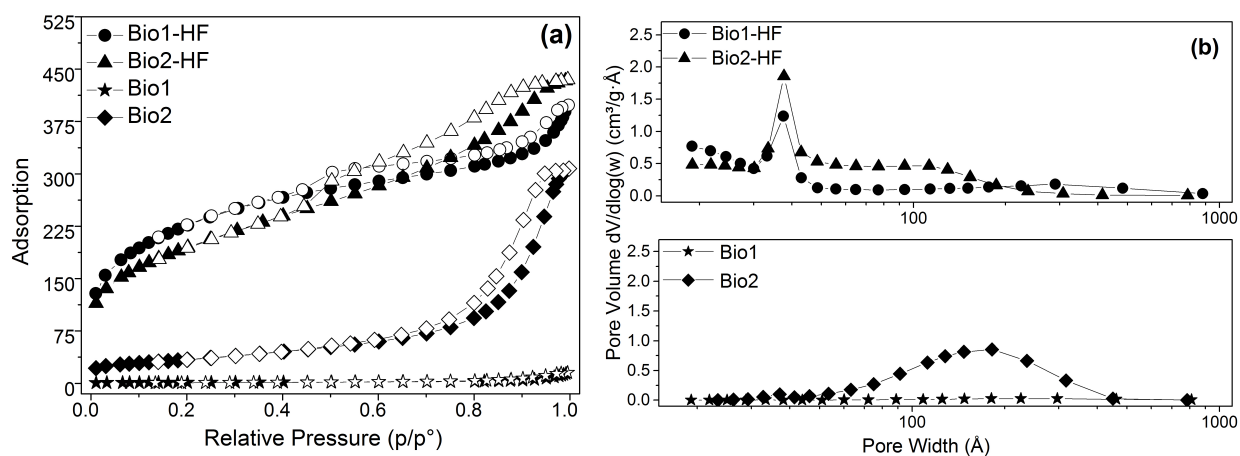 (a)
Bio1-HF
Bio2-HF
Bio1
Bio2
525
450
375
300
225
150
75
0
Adsorption
0.0 0.2 0.4 0.6 0.8 1.0
Relative Pressure (p/p°)
(b)
Bio1-HF
Bio2-HF
2.5
2.0
1.5
1.0
0.5
0.0
100 1000
Pore Volume dV/dlog(w) (cm³/g·Å)
Bio1
Bio2
2.5
2.0
1.5
1.0
0.5
0.0
100 1000
Pore Width (Å)